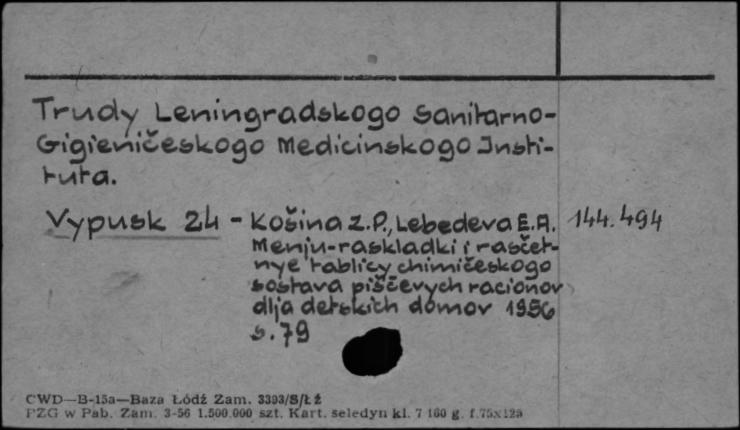 Trudy Leningradskogo Sanitarno-
Gigieničeskogo Medicinskogo Insti-
tuta.
Vypusk 24 - Košina Z.P., Lebedeva E.A. 144.494
Menju-raskladki i rasčet-
nye tablicy chimičeskogo
sostava piščevych racionov
dlja detskich domov 1956
s. 79
CWD—B-15a—Baza Łódź Zam. 3393/S/ŁŻ
PZG w Pab. Zam. 3-56 1.500.000 szt. Kart. seledyn kl. 7 160 g. f.75x125